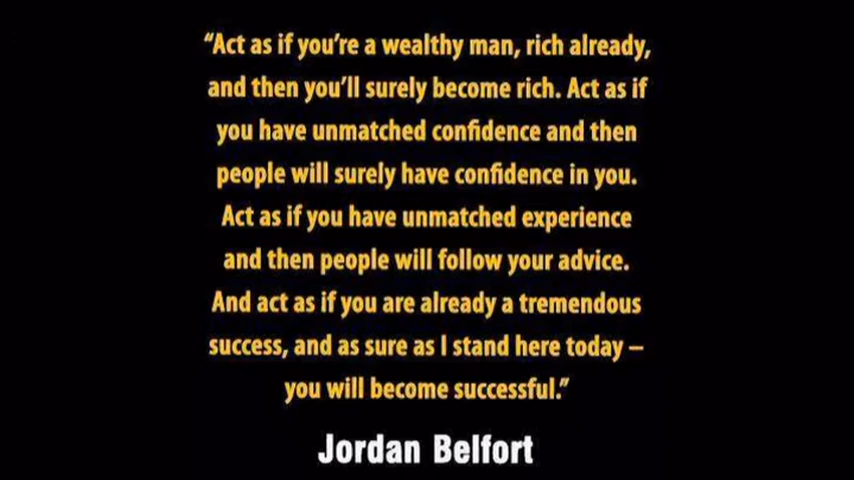 “Act as if you’re a wealthy man, rich already,
and then you’ll surely become rich. Act as if
you have unmatched confidence and then
people will surely have confidence in you.
Act as if you have unmatched experience
and then people will follow your advice.
And act as if you are already a tremendous
success, and as sure as I stand here today –
you will become successful.”
Jordan Belfort